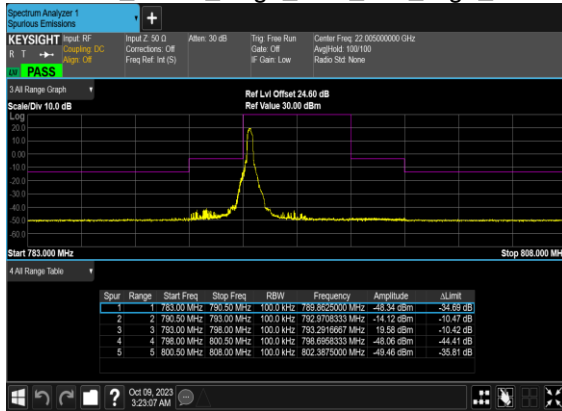 Spectrum Analyzer 1
Spurious Emissions
+
KEYSIGHT Input: RF Input Z: 50 Ω Atten: 30 dB Trig: Free Run Center Freq: 22.005000000 GHz
R T Coupling: DC Corrections: Off Gate: Off Avg|Hold: 100/100
Align: Off Freq Ref: Int (S) IF Gain: Low Radio Std: None
LXI PASS
3 All Range Graph Ref Lvl Offset 24.60 dB
Scale/Div 10.0 dB Ref Value 30.00 dBm
Log
20.0
10.0
0.00
-10.0
-20.0
-30.0
-40.0
-50.0
-60.0
Start 783.000 MHz Stop 808.000 MH
4 All Range Table
Spur Range Start Freq Stop Freq RBW Frequency Amplitude ΔLimit
1 1 783.00 MHz 790.50 MHz 100.0 kHz 789.8625000 MHz -48.34 dBm -34.69 dB
2 2 790.50 MHz 793.00 MHz 100.0 kHz 792.9708333 MHz -14.12 dBm -10.47 dB
3 3 793.00 MHz 798.00 MHz 100.0 kHz 793.2916667 MHz 19.58 dBm -10.42 dB
4 4 798.00 MHz 800.50 MHz 100.0 kHz 798.6958333 MHz -48.06 dBm -44.41 dB
5 5 800.50 MHz 808.00 MHz 100.0 kHz 802.3875000 MHz -49.46 dBm -35.81 dB
? Oct 09, 2023
3:23:07 AM